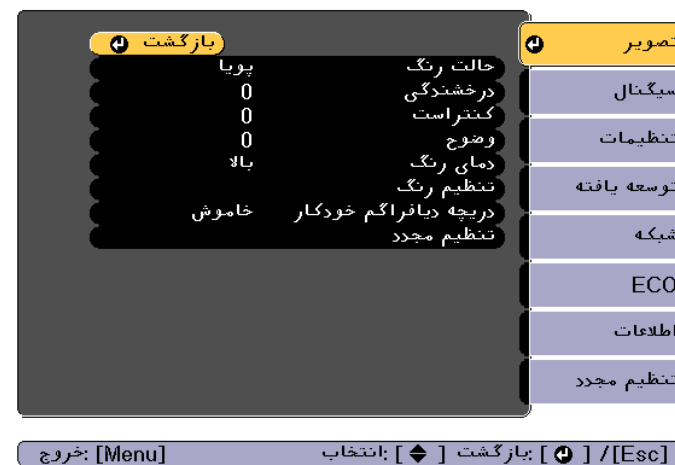 تصویر
سیگنال
تنظیمات
توسعه یافته
شبکه
ECO
اطلاعات
تنظیم مجدد
بازگشت
حالت رنگ پویا
درخشندگی 0
کنتراست 0
وضوح 0
دمای رنگ بالا
تنظیم رنگ
دریچه دیافراگم خودکار خاموش
تنظیم مجدد
[Esc] / [ ] :بازگشت [ ] :انتخاب [Menu] :خروج